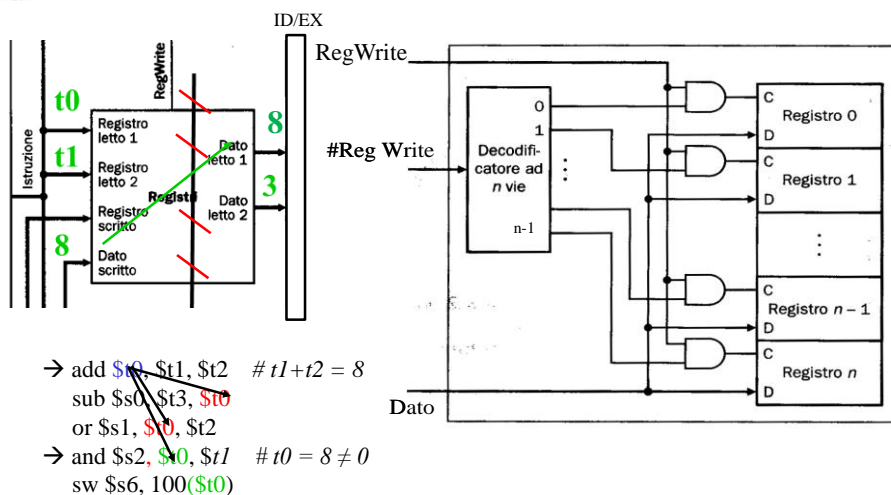 ID/EX
RegWrite
t0
t1
8
Istruzione
RegWrite
Registro
letto 1
Registro
letto 2
Registri
Registro
scritto
Dato
scritto
Dato
letto 1
Dato
letto 2
8
3
#Reg Write
Decodifi-
catore ad
n vie
0
1
⋮
n-1
C
D
Registro 0
C
D
Registro 1
⋮
C
D
Registro n – 1
C
D
Registro n
Dato
→ add $t0, $t1, $t2 # t1+t2 = 8
sub $s0, $t3, $t0
or $s1, $t0, $t2
→ and $s2, $t0, $t1 # t0 = 8 ≠ 0
sw $s6, 100($t0)